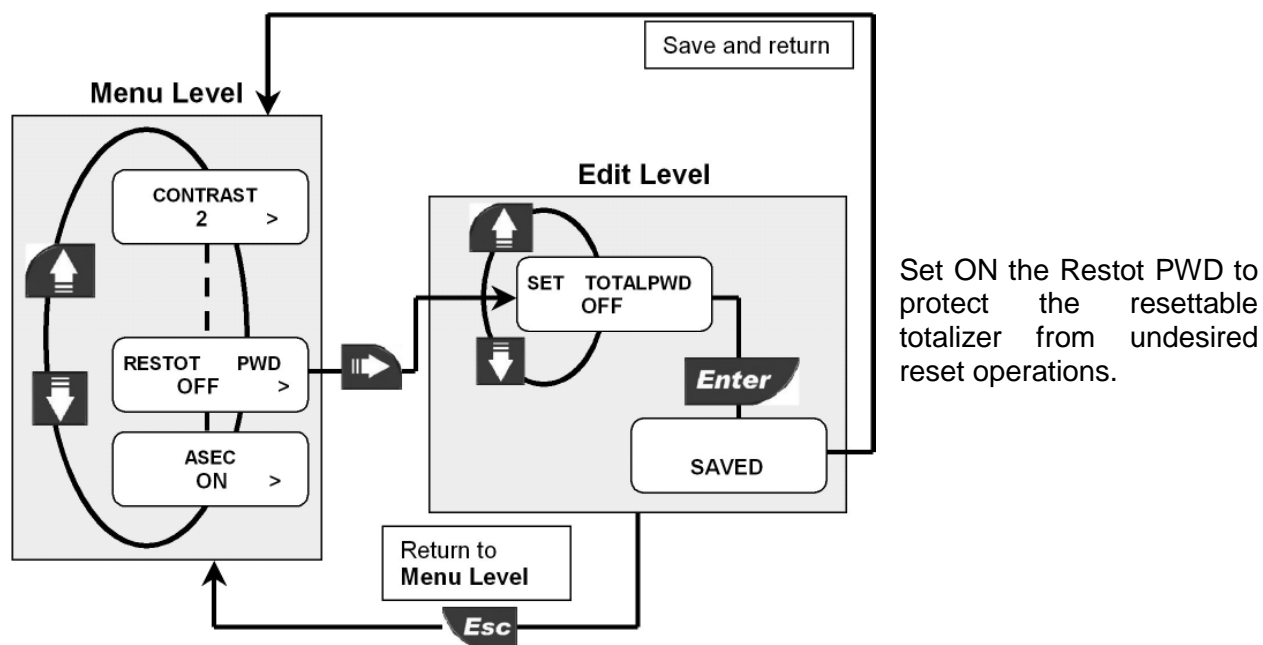 Save and return
Menu Level
CONTRAST
2 >
RESTOT PWD
OFF >
ASEC
ON >
Edit Level
SET TOTALPWD
OFF
Enter
SAVED
Return to
Menu Level
Esc
Set ON the Restot PWD to
protect the resettable
totalizer from undesired
reset operations.